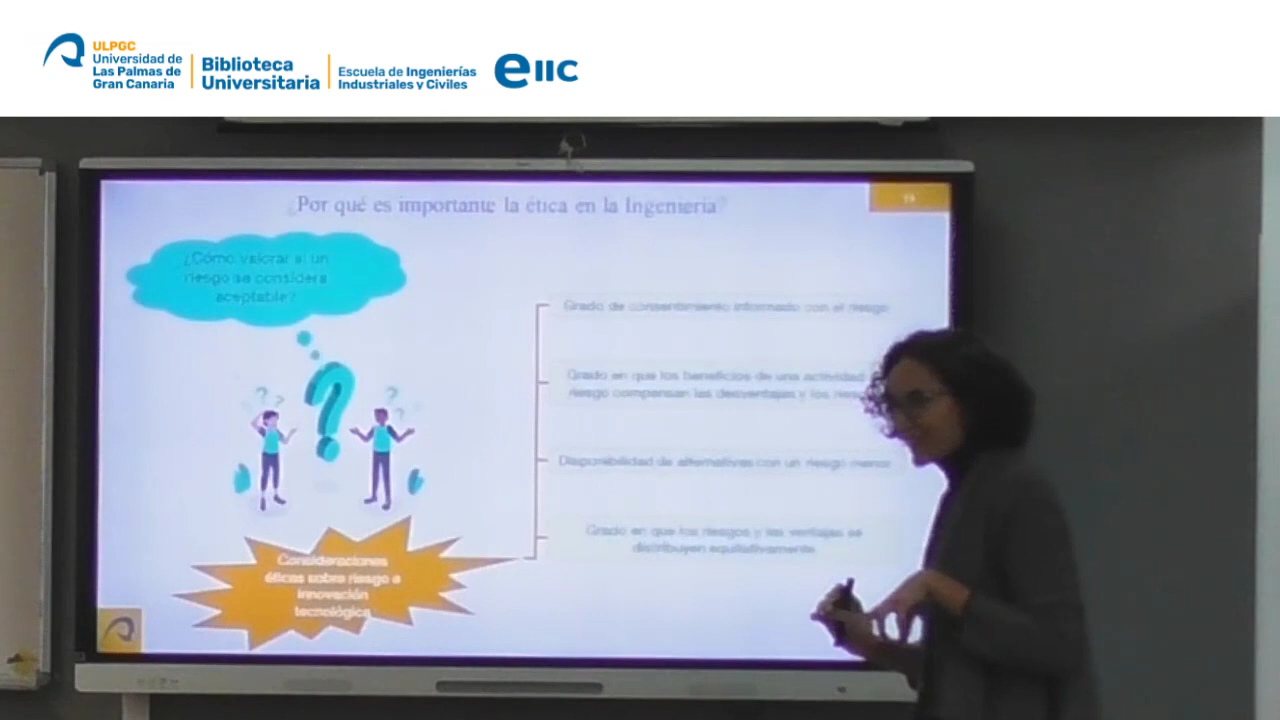 ULPGC
Universidad de
Las Palmas de
Gran Canaria
Biblioteca
Universitaria
Escuela de Ingenierías
Industriales y Civiles
eIIC
¿Por qué es importante la ética en la Ingeniería?
19
¿Cómo valorar si un
riesgo se considera
aceptable?
Grado de consentimiento informado con el riesgo
Grado en que los beneficios de una actividad
riesgo compensan las desventajas y los
Disponibilidad de alternativas con un riesgo menor
Grado en que los riesgos y las ventajas se
distribuyen equitativamente
Consideraciones
éticas sobre riesgo e
innovación
tecnológica